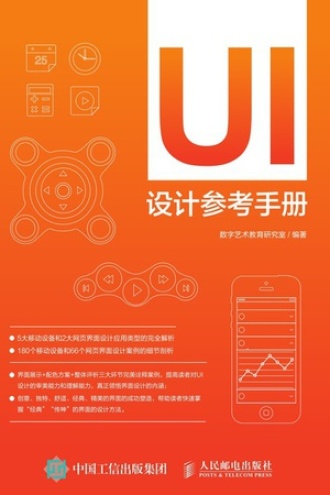 25
UI
设计参考手册
数字艺术教育研究室 / 编著
● 5大移动设备和2大网页界面设计应用类型的完全解析
● 180个移动设备和66个网页界面设计案例的细节剖析
● 界面展示+配色方案+整体评析三大环节完美诠释案例,提高读者对UI
设计的审美能力和理解能力,真正领悟界面设计的内涵;
● 创意、独特、舒适、经典、精美的界面的成功塑造,帮助读者快速掌
握“经典”“传神”的界面的设计方法。
中国工信出版集团
人民邮电出版社